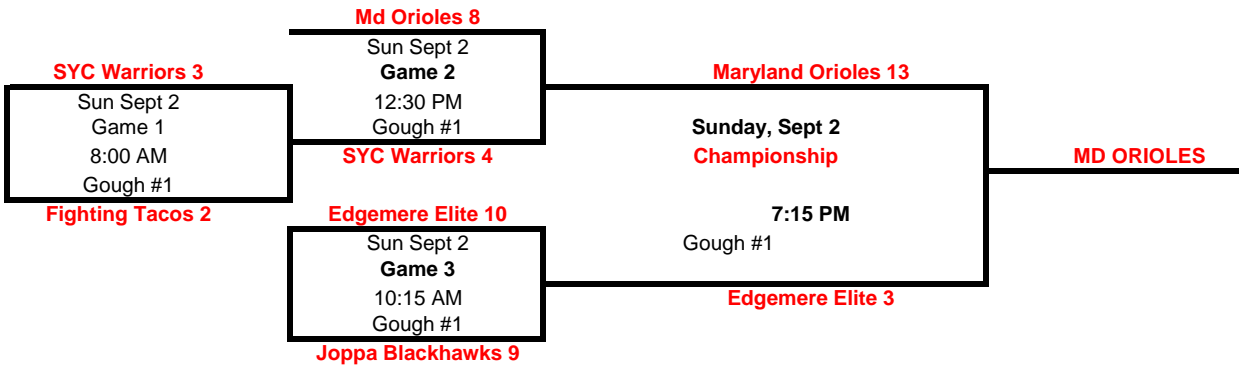 Md Orioles 8
Sun Sept 2
Game 2
12:30 PM
Gough #1
SYC Warriors 4
SYC Warriors 3
Sun Sept 2
Game 1
8:00 AM
Gough #1
Fighting Tacos 2
Edgemere Elite 10
Sun Sept 2
Game 3
10:15 AM
Gough #1
Joppa Blackhawks 9
Maryland Orioles 13
Sunday, Sept 2
Championship
7:15 PM
Gough #1
Edgemere Elite 3
MD ORIOLES